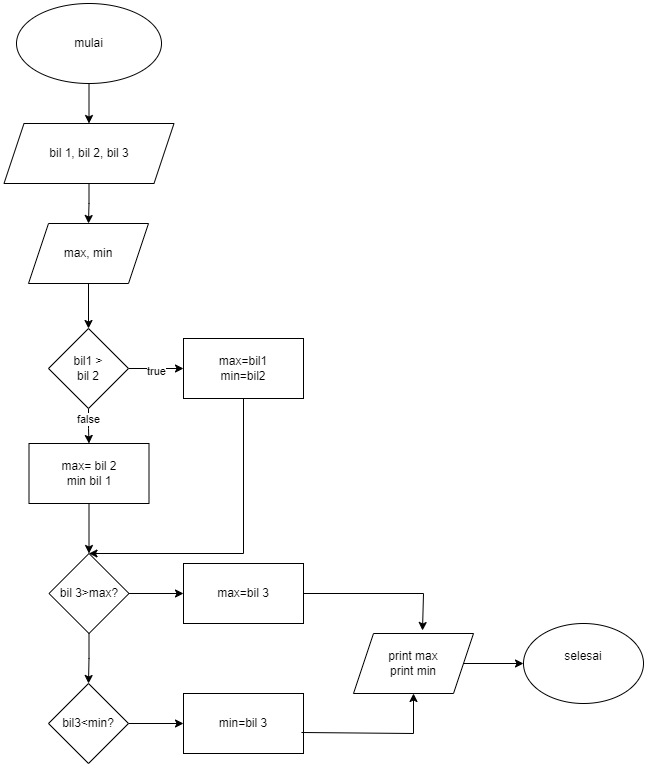 mulai
bil 1, bil 2, bil 3
max, min
bil1 >
bil 2
true
max=bil1
min=bil2
false
max= bil 2
min bil 1
bil 3>max?
max=bil 3
print max
print min
selesai
bil3<min?
min=bil 3